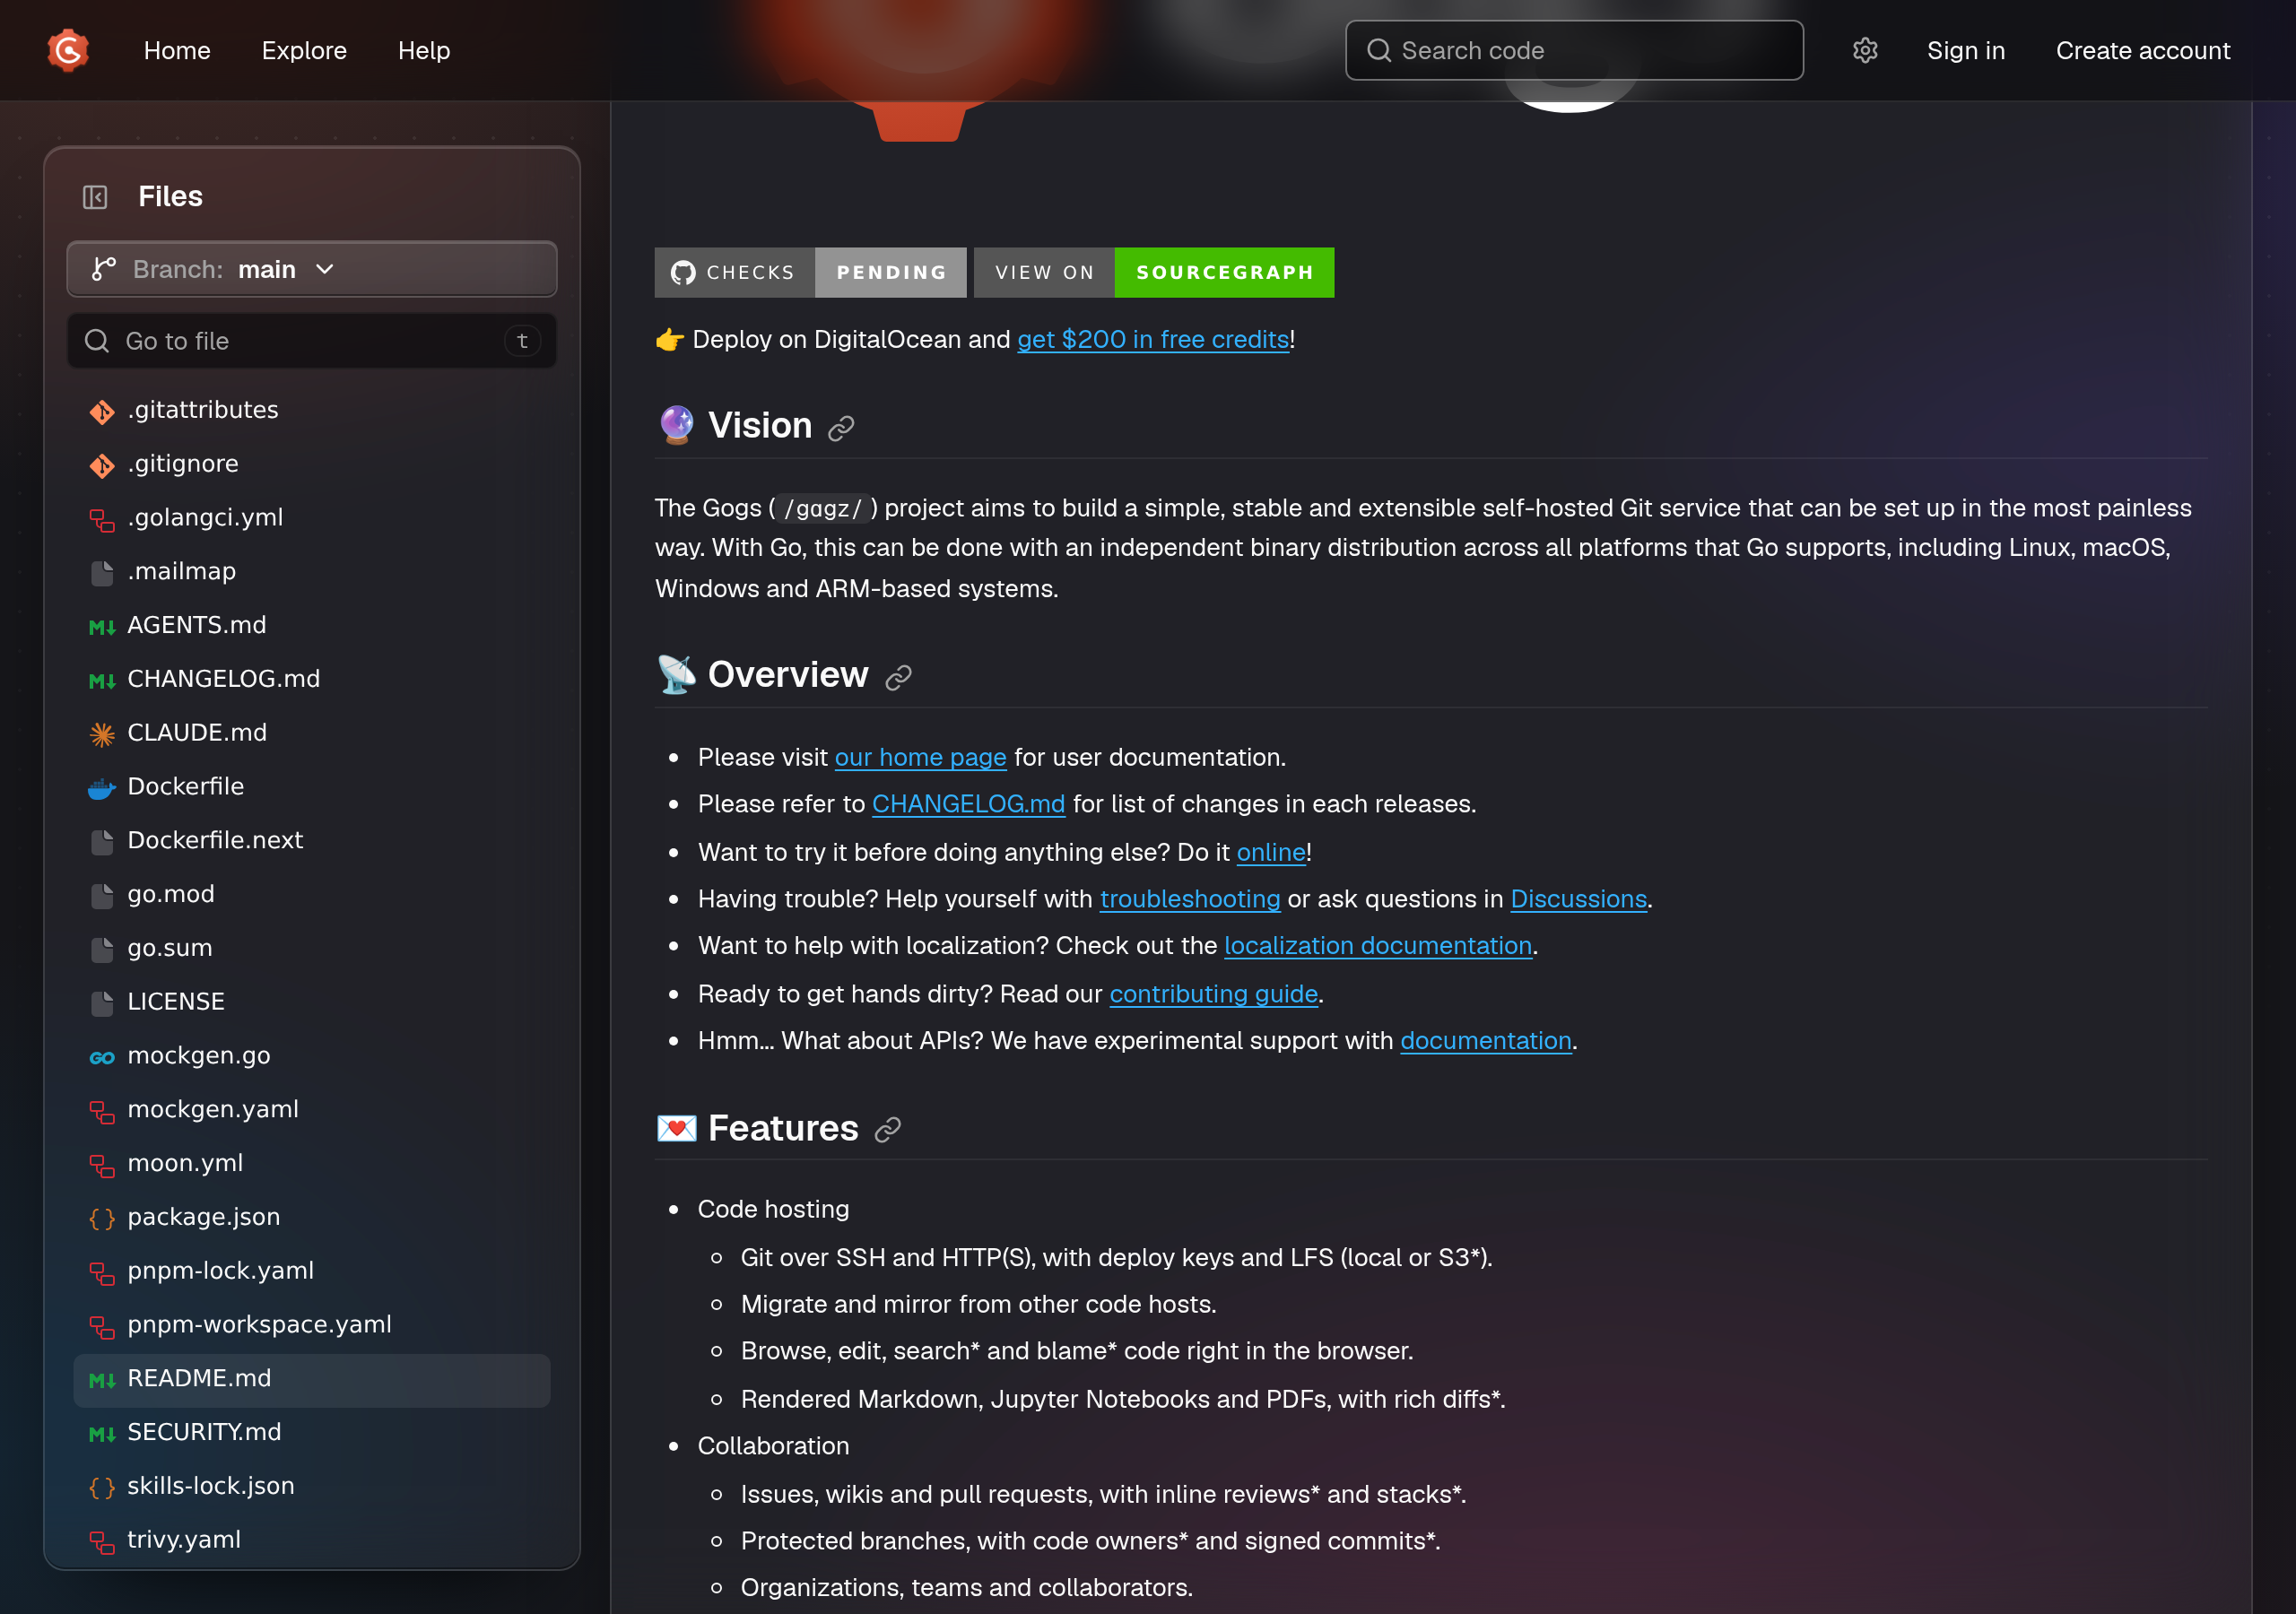 Home Explore Help Search code Sign in Create account
Files
Branch: main
Go to file t
.gitattributes
.gitignore
.golangci.yml
.mailmap
AGENTS.md
CHANGELOG.md
CLAUDE.md
Dockerfile
Dockerfile.next
go.mod
go.sum
LICENSE
mockgen.go
mockgen.yaml
moon.yml
package.json
pnpm-lock.yaml
pnpm-workspace.yaml
README.md
SECURITY.md
skills-lock.json
trivy.yaml
CHECKS PENDING VIEW ON SOURCEGRAPH
👉 Deploy on DigitalOcean and get $200 in free credits!
🔮 Vision
The Gogs (/gɑgz/) project aims to build a simple, stable and extensible self-hosted Git service that can be set up in the most painless
way. With Go, this can be done with an independent binary distribution across all platforms that Go supports, including Linux, macOS,
Windows and ARM-based systems.
📡 Overview
• Please visit our home page for user documentation.
• Please refer to CHANGELOG.md for list of changes in each releases.
• Want to try it before doing anything else? Do it online!
• Having trouble? Help yourself with troubleshooting or ask questions in Discussions.
• Want to help with localization? Check out the localization documentation.
• Ready to get hands dirty? Read our contributing guide.
• Hmm... What about APIs? We have experimental support with documentation.
💌 Features
• Code hosting
◦ Git over SSH and HTTP(S), with deploy keys and LFS (local or S3*).
◦ Migrate and mirror from other code hosts.
◦ Browse, edit, search* and blame* code right in the browser.
◦ Rendered Markdown, Jupyter Notebooks and PDFs, with rich diffs*.
• Collaboration
◦ Issues, wikis and pull requests, with inline reviews* and stacks*.
◦ Protected branches, with code owners* and signed commits*.
◦ Organizations, teams and collaborators.